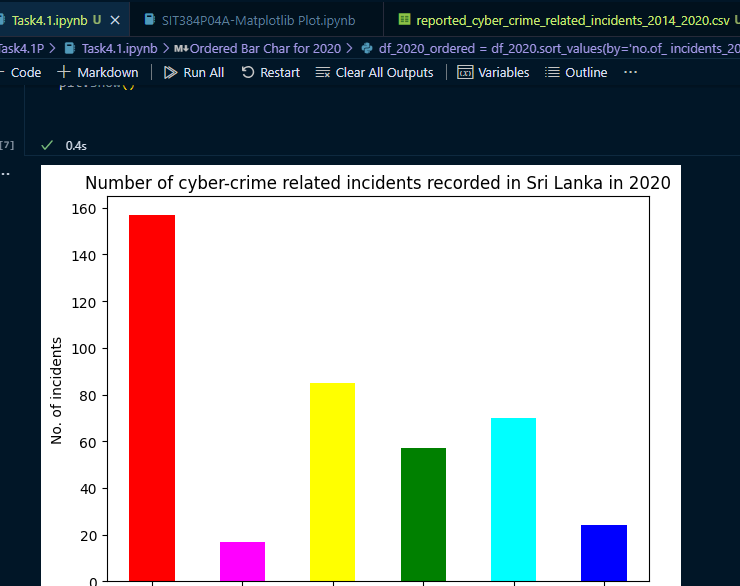 Task4.1.ipynb U SIT384P04A-Matplotlib Plot.ipynb reported_cyber_crime_related_incidents_2014_2020.csv U
Task4.1P > Task4.1.ipynb > M↓Ordered Bar Char for 2020 > df_2020_ordered = df_2020.sort_values(by='no.of_ incidents_20
Code + Markdown | Run All Restart Clear All Outputs | Variables Outline ...
plt.show()
[7] 0.4s
Number of cyber-crime related incidents recorded in Sri Lanka in 2020
160
140
120
100
No. of incidents
80
60
40
20
0